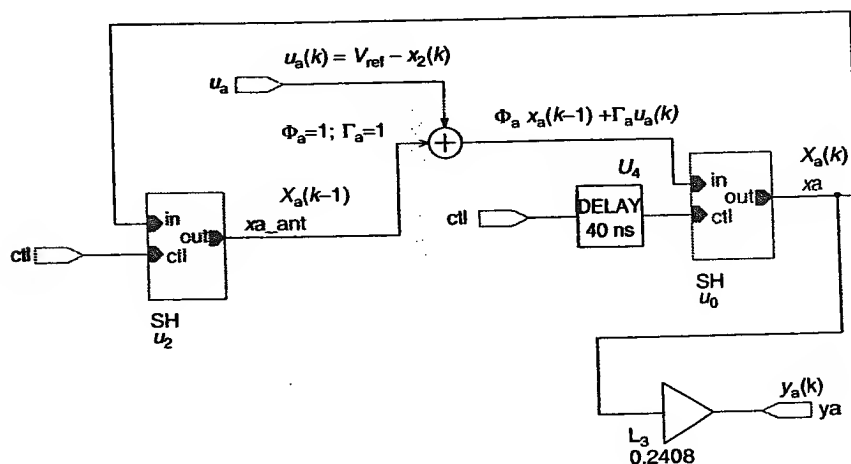 u_a(k) = V_ref – x_2(k)
u_a
Φ_a=1; Γ_a=1
Φ_a x_a(k–1) +Γ_a u_a(k)
X_a(k–1)
xa_ant
in
out
ctl
ctl
SH
u_2
ctl
U_4
DELAY
40 ns
in
out
ctl
X_a(k)
xa
SH
u_0
y_a(k)
ya
L_3
0.2408